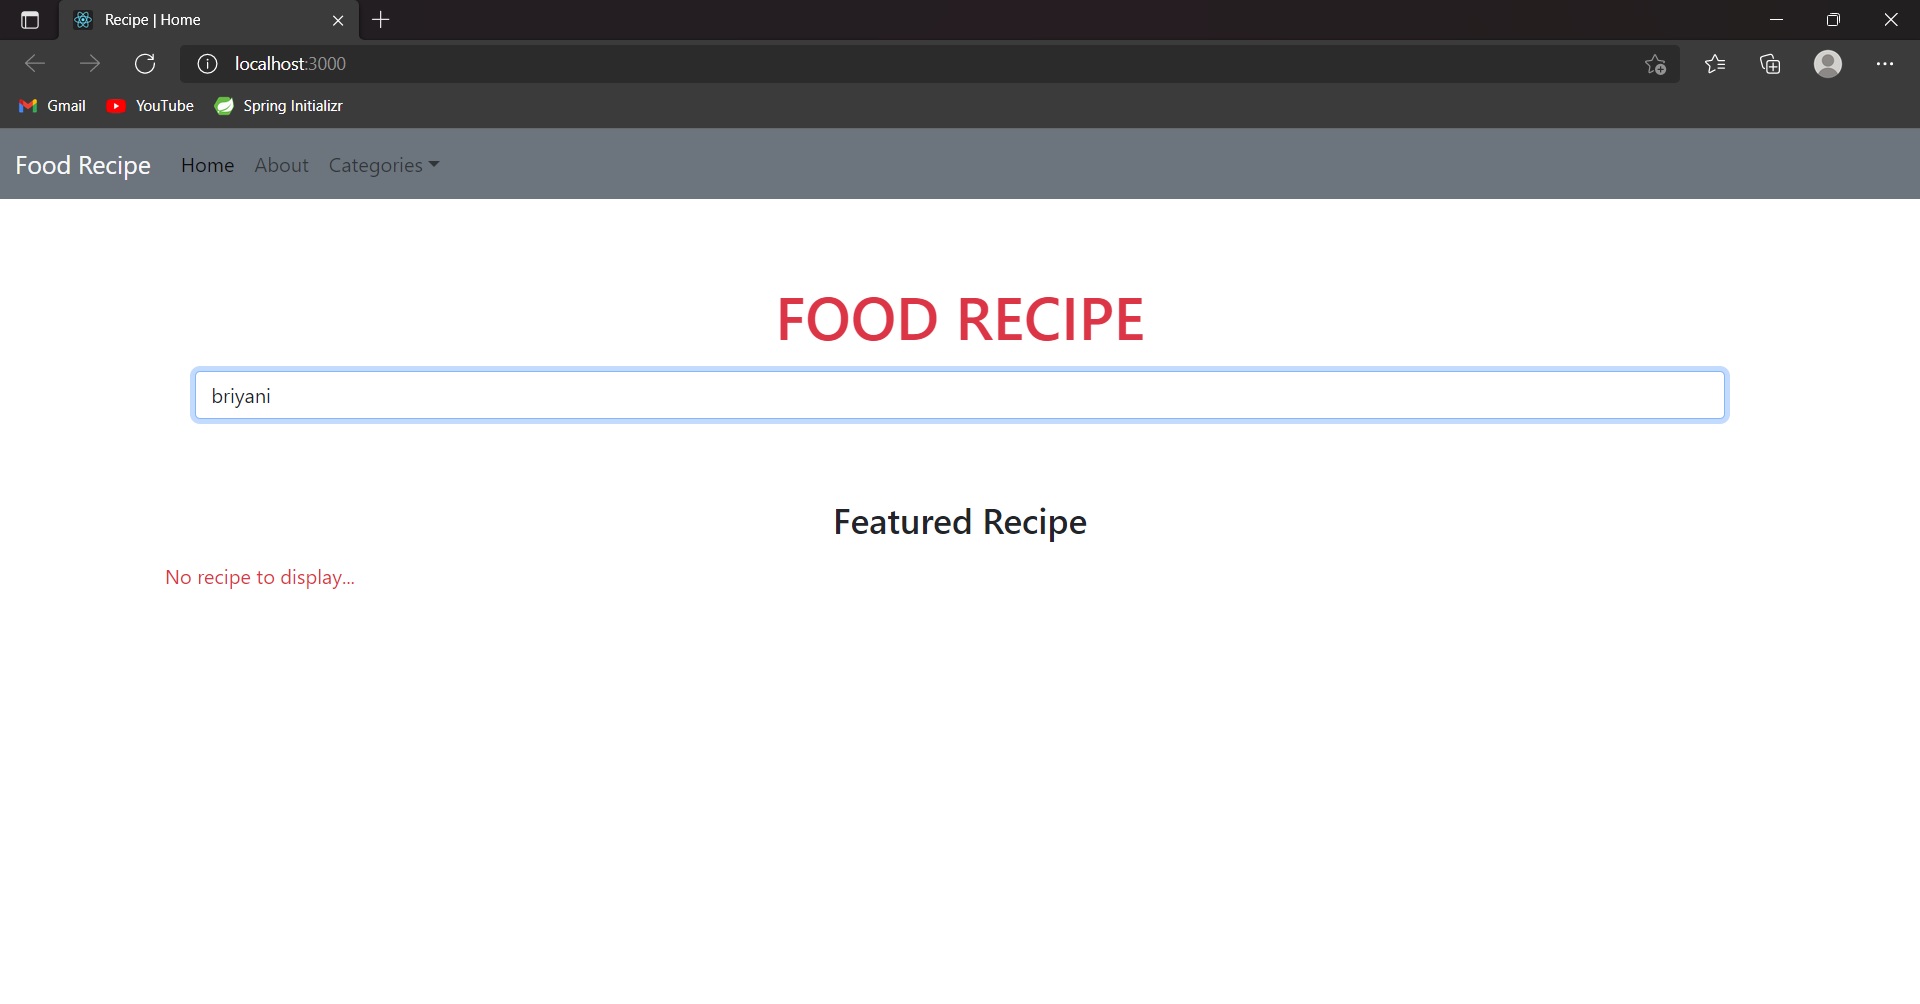 Recipe | Home
localhost:3000
Gmail YouTube Spring Initializr
Food Recipe Home About Categories
FOOD RECIPE
briyani
Featured Recipe
No recipe to display...